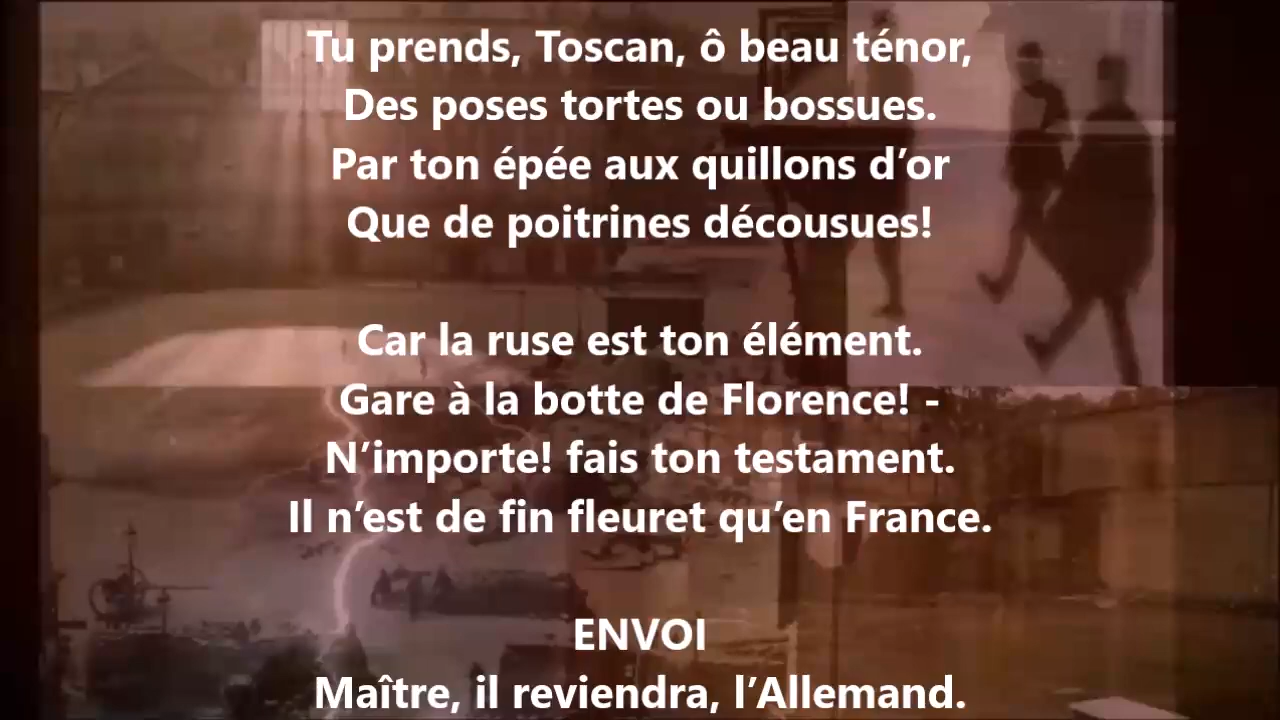 Tu prends, Toscan, ô beau ténor,
Des poses tortes ou bossues.
Par ton épée aux quillons d’or
Que de poitrines décousues!
Car la ruse est ton élément.
Gare à la botte de Florence! -
N’importe! fais ton testament.
Il n’est de fin fleuret qu’en France.
ENVOI
Maître, il reviendra, l’Allemand.